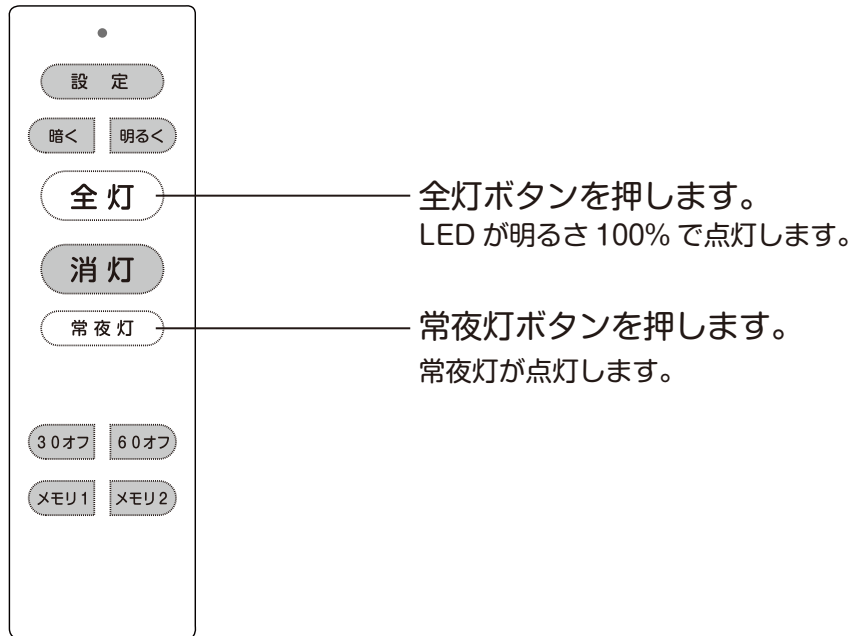 設 定
暗く 明るく
全 灯
全灯ボタンを押します。
LED が明るさ 100% で点灯します。
消 灯
常 夜 灯
常夜灯ボタンを押します。
常夜灯が点灯します。
30オフ 60オフ
メモリ1 メモリ2